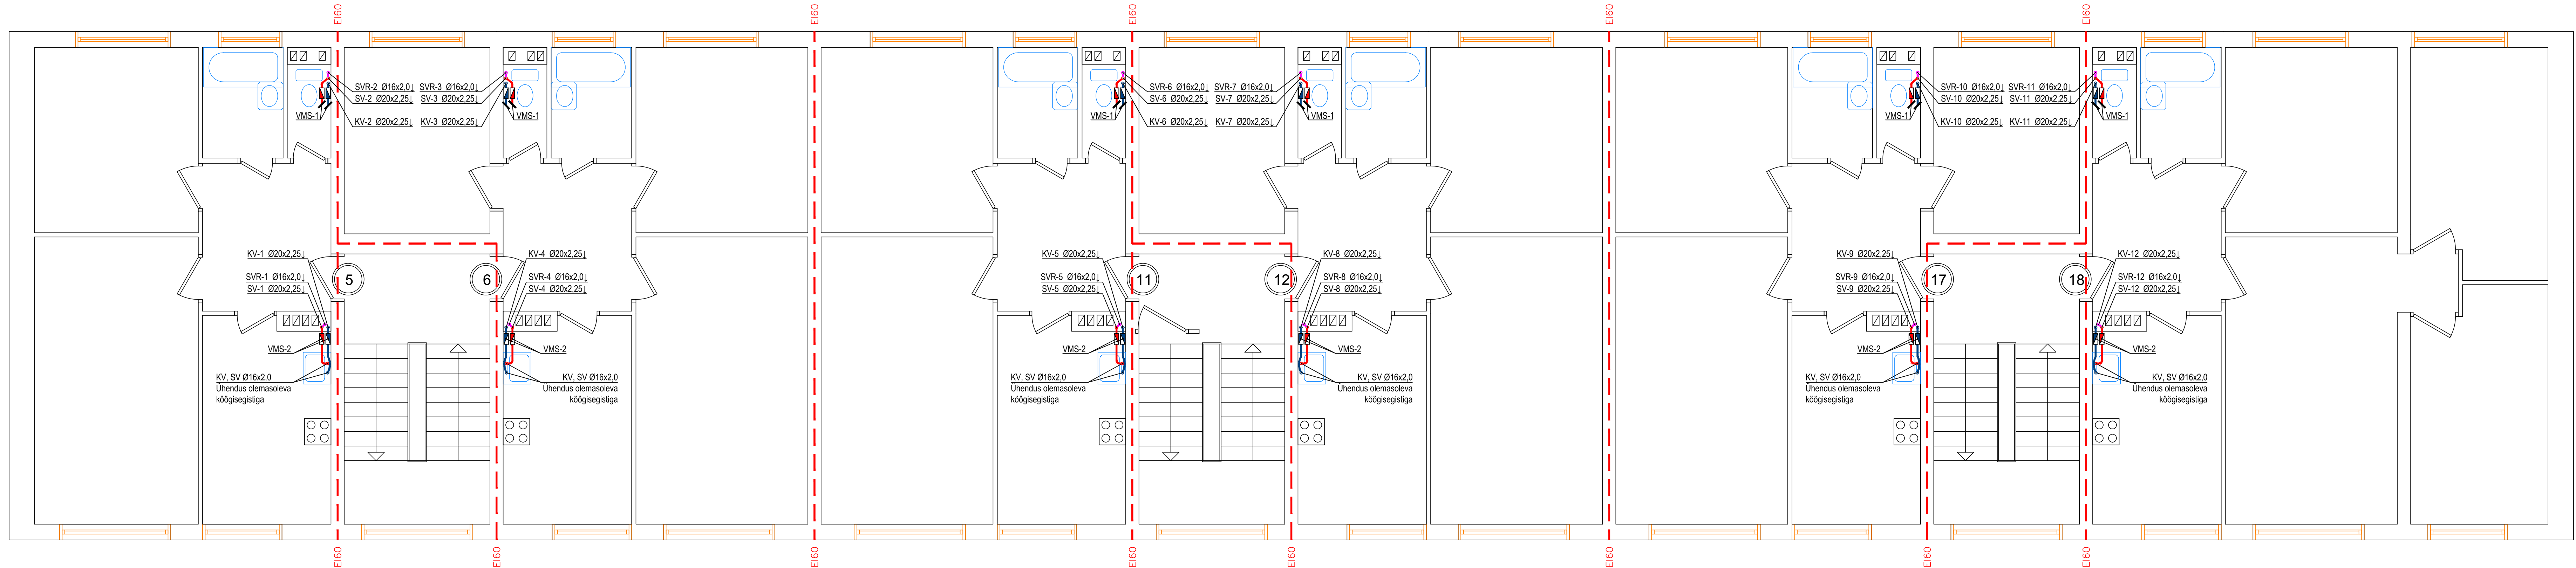 EI60 EI60 EI60 EI60 EI60
SVR-2 Ø16x2,0↓ SVR-3 Ø16x2,0↓
SV-2 Ø20x2,25↓ SV-3 Ø20x2,25↓
VMS-1 VMS-1
KV-2 Ø20x2,25↓ KV-3 Ø20x2,25↓
SVR-6 Ø16x2,0↓ SVR-7 Ø16x2,0↓
SV-6 Ø20x2,25↓ SV-7 Ø20x2,25↓
VMS-1 VMS-1
KV-6 Ø20x2,25↓ KV-7 Ø20x2,25↓
SVR-10 Ø16x2,0↓ SVR-11 Ø16x2,0↓
SV-10 Ø20x2,25↓ SV-11 Ø20x2,25↓
VMS-1 VMS-1
KV-10 Ø20x2,25↓ KV-11 Ø20x2,25↓
KV-1 Ø20x2,25↓
SVR-1 Ø16x2,0↓
SV-1 Ø20x2,25↓
5
6
KV-4 Ø20x2,25↓
SVR-4 Ø16x2,0↓
SV-4 Ø20x2,25↓
KV-5 Ø20x2,25↓
SVR-5 Ø16x2,0↓
SV-5 Ø20x2,25↓
11
12
KV-8 Ø20x2,25↓
SVR-8 Ø16x2,0↓
SV-8 Ø20x2,25↓
KV-9 Ø20x2,25↓
SVR-9 Ø16x2,0↓
SV-9 Ø20x2,25↓
17
18
KV-12 Ø20x2,25↓
SVR-12 Ø16x2,0↓
SV-12 Ø20x2,25↓
VMS-2 VMS-2 VMS-2 VMS-2 VMS-2 VMS-2
KV, SV Ø16x2,0
Ühendus olemasoleva
köögisegistiga
KV, SV Ø16x2,0
Ühendus olemasoleva
köögisegistiga
KV, SV Ø16x2,0
Ühendus olemasoleva
köögisegistiga
KV, SV Ø16x2,0
Ühendus olemasoleva
köögisegistiga
KV, SV Ø16x2,0
Ühendus olemasoleva
köögisegistiga
KV, SV Ø16x2,0
Ühendus olemasoleva
köögisegistiga
EI60 EI60 EI60 EI60 EI60 EI60 EI60 EI60